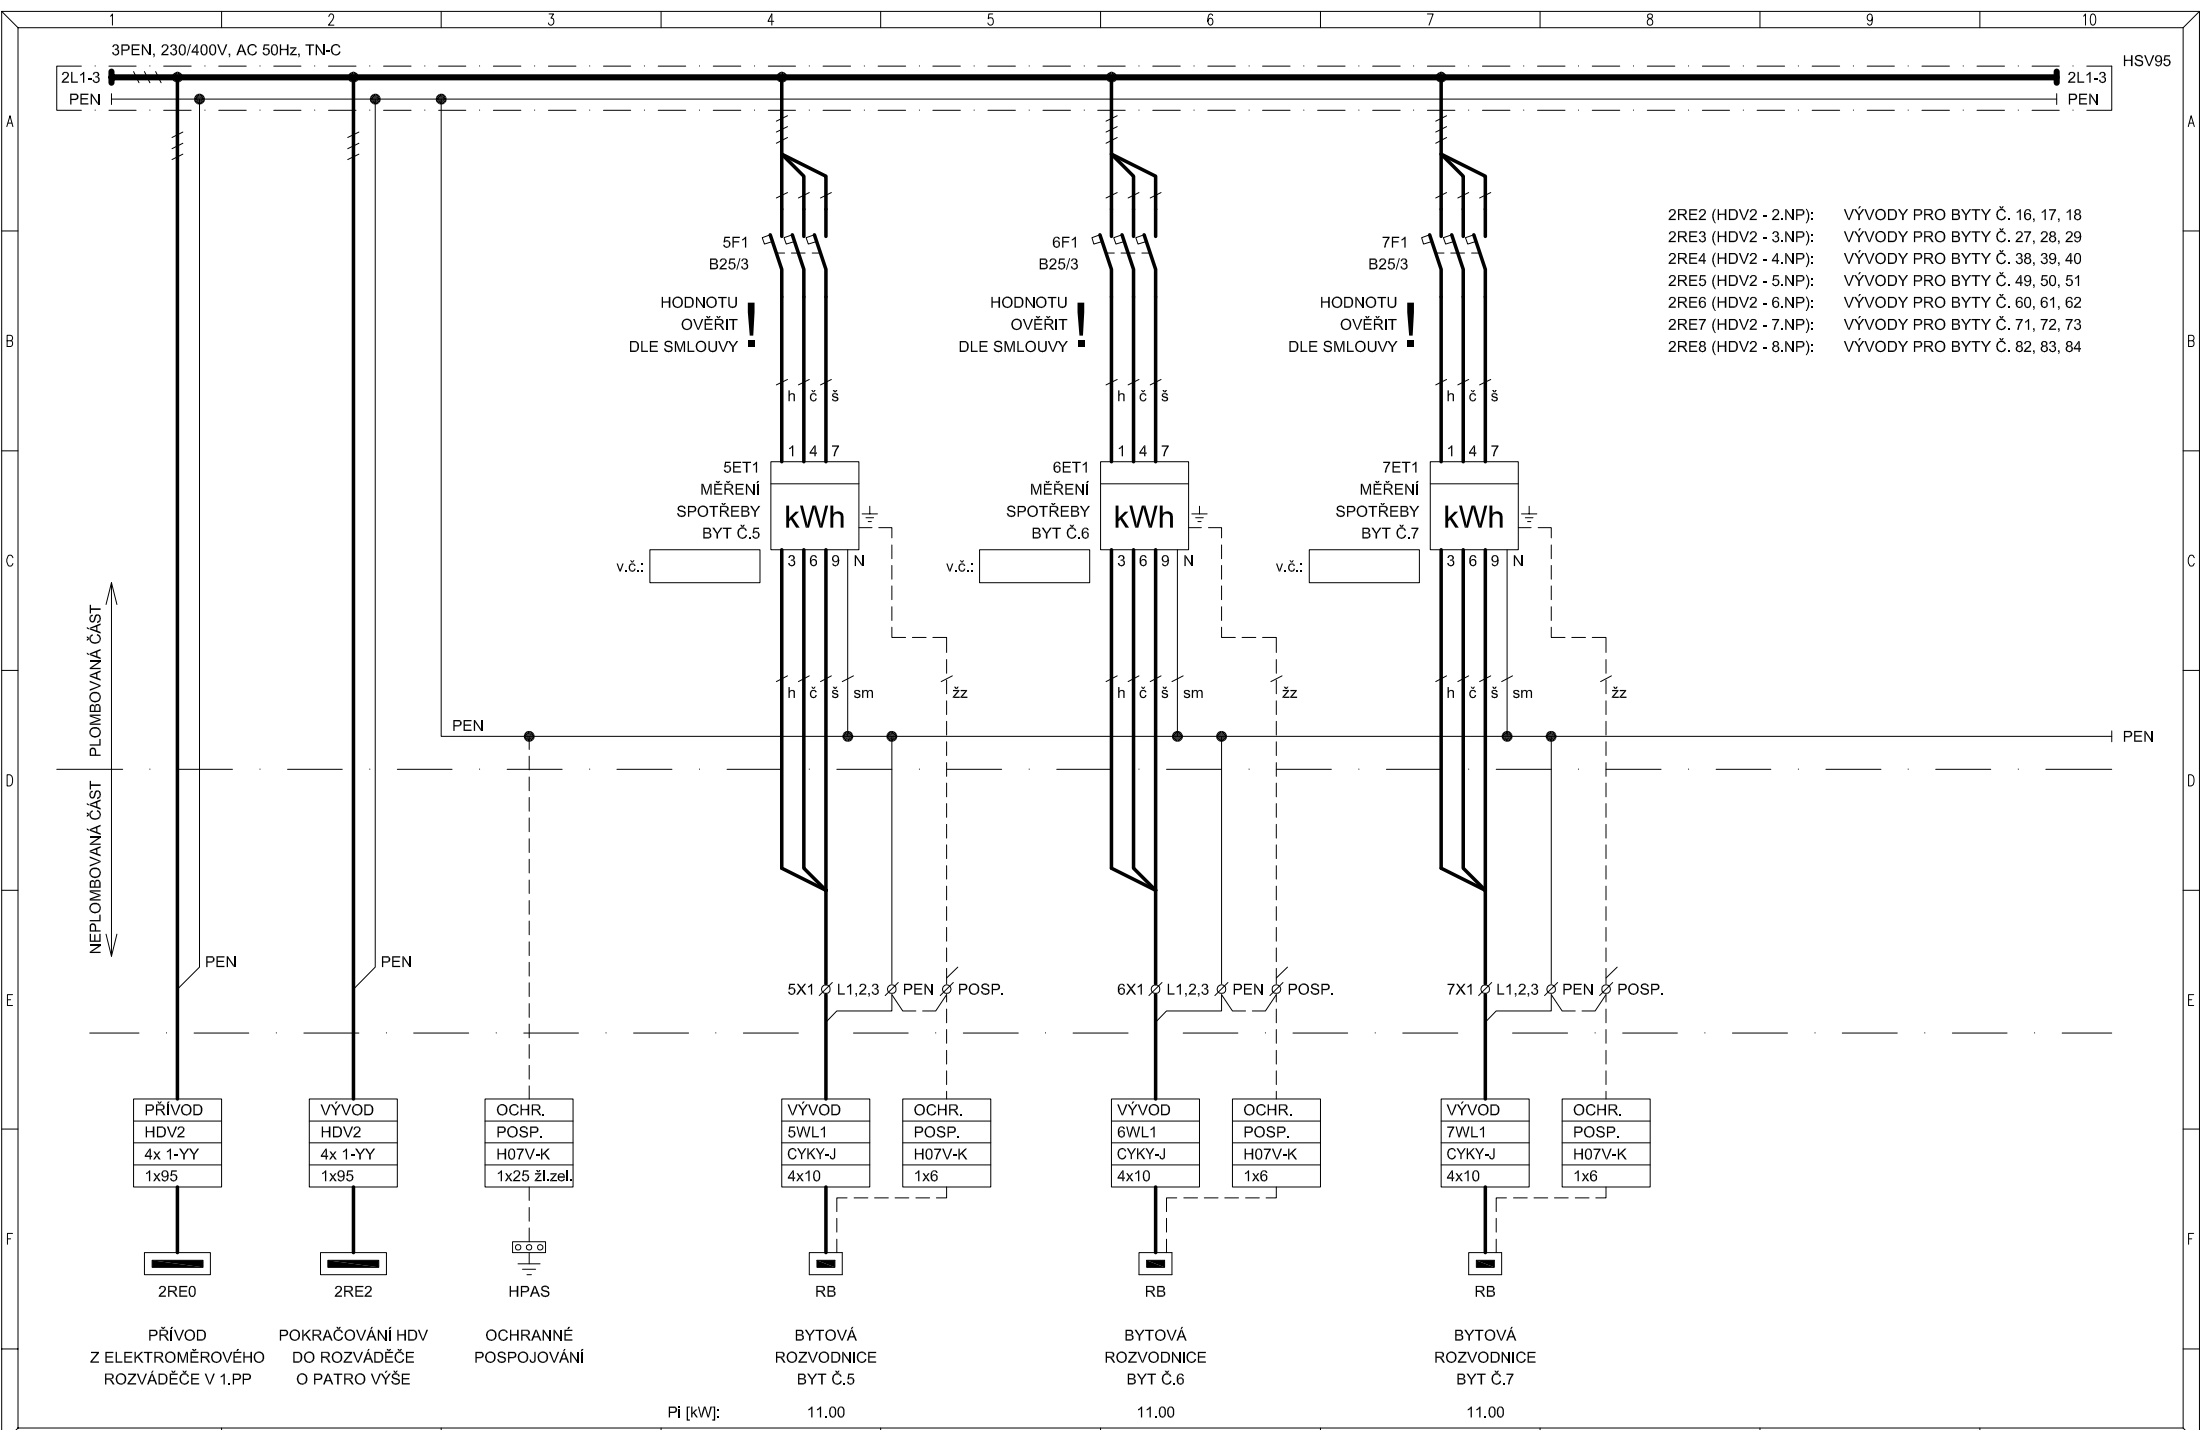 1 2 3 4 5 6 7 8 9 10
3PEN, 230/400V, AC 50Hz, TN-C
HSV95
2L1-3
PEN
2L1-3
PEN
A
A
2RE2 (HDV2 - 2.NP): VÝVODY PRO BYTY Č. 16, 17, 18
2RE3 (HDV2 - 3.NP): VÝVODY PRO BYTY Č. 27, 28, 29
2RE4 (HDV2 - 4.NP): VÝVODY PRO BYTY Č. 38, 39, 40
2RE5 (HDV2 - 5.NP): VÝVODY PRO BYTY Č. 49, 50, 51
2RE6 (HDV2 - 6.NP): VÝVODY PRO BYTY Č. 60, 61, 62
2RE7 (HDV2 - 7.NP): VÝVODY PRO BYTY Č. 71, 72, 73
2RE8 (HDV2 - 8.NP): VÝVODY PRO BYTY Č. 82, 83, 84
5F1
B25/3
HODNOTU
OVĚŘIT
DLE SMLOUVY !
6F1
B25/3
HODNOTU
OVĚŘIT
DLE SMLOUVY !
7F1
B25/3
HODNOTU
OVĚŘIT
DLE SMLOUVY !
B
B
h č š
h č š
h č š
1 4 7
1 4 7
1 4 7
5ET1
MĚŘENÍ
SPOTŘEBY
BYT Č.5
kWh
v.č.:
3 6 9 N
6ET1
MĚŘENÍ
SPOTŘEBY
BYT Č.6
kWh
v.č.:
3 6 9 N
7ET1
MĚŘENÍ
SPOTŘEBY
BYT Č.7
kWh
v.č.:
3 6 9 N
C
C
PLOMBOVANÁ ČÁST
NEPLOMBOVANÁ ČÁST
h č š sm žz
h č š sm žz
h č š sm žz
PEN
PEN
D
D
PEN
PEN
5X1 L1,2,3 PEN POSP.
6X1 L1,2,3 PEN POSP.
7X1 L1,2,3 PEN POSP.
E
E
PŘÍVOD
HDV2
4x 1-YY
1x95
VÝVOD
HDV2
4x 1-YY
1x95
OCHR.
POSP.
H07V-K
1x25 žl.zel.
VÝVOD
5WL1
CYKY-J
4x10
OCHR.
POSP.
H07V-K
1x6
VÝVOD
6WL1
CYKY-J
4x10
OCHR.
POSP.
H07V-K
1x6
VÝVOD
7WL1
CYKY-J
4x10
OCHR.
POSP.
H07V-K
1x6
F
F
2RE0
PŘÍVOD
Z ELEKTROMĚROVÉHO
ROZVÁDĚČE V 1.PP
2RE2
POKRAČOVÁNÍ HDV
DO ROZVÁDĚČE
O PATRO VÝŠE
HPAS
OCHRANNÉ
POSPOJOVÁNÍ
RB
BYTOVÁ
ROZVODNICE
BYT Č.5
RB
BYTOVÁ
ROZVODNICE
BYT Č.6
RB
BYTOVÁ
ROZVODNICE
BYT Č.7
Pi [kW]: 11.00 11.00 11.00